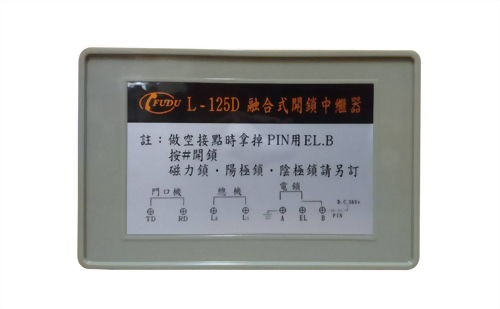 FUDU L-125D 融合式開鎖中繼器
註：做空接點時拿掉PIN用EL.B
按#開鎖
磁力鎖·陽極鎖·陰極鎖請另訂
門口機 總機 電鎖
TD RD L1 L2 A EL B PIN